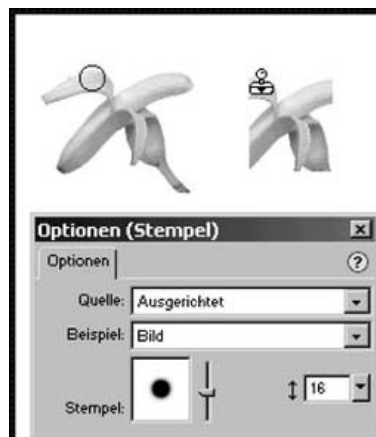 Optionen (Stempel)
Optionen
Quelle: Ausgerichtet
Beispiel: Bild
Stempel: 16